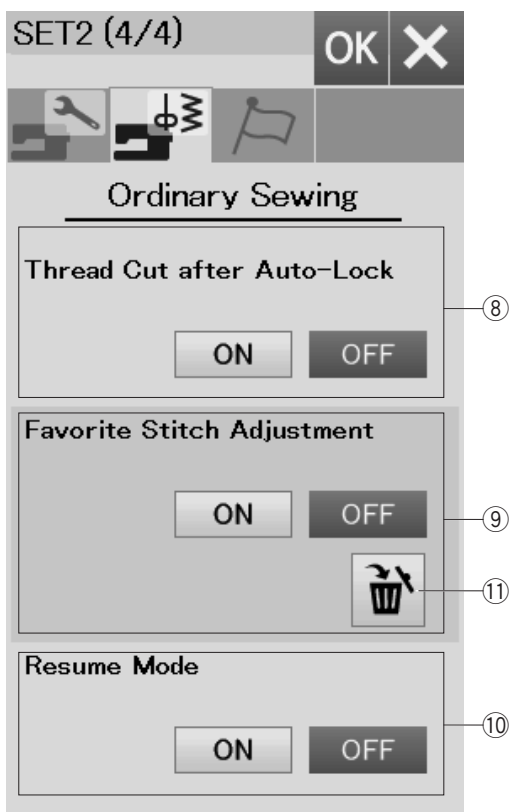 SET2 (4/4)
OK
Ordinary Sewing
Thread Cut after Auto-Lock
⑧
ON OFF
Favorite Stitch Adjustment
ON OFF
⑨
⑪
Resume Mode
⑩
ON OFF